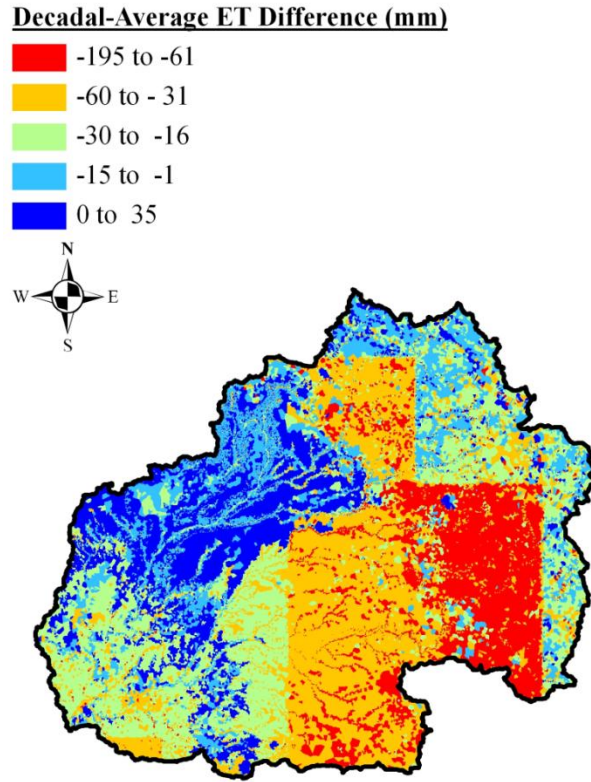 Decadal-Average ET Difference (mm)
-195 to -61
-60 to - 31
-30 to -16
-15 to -1
0 to 35
N
W E
S